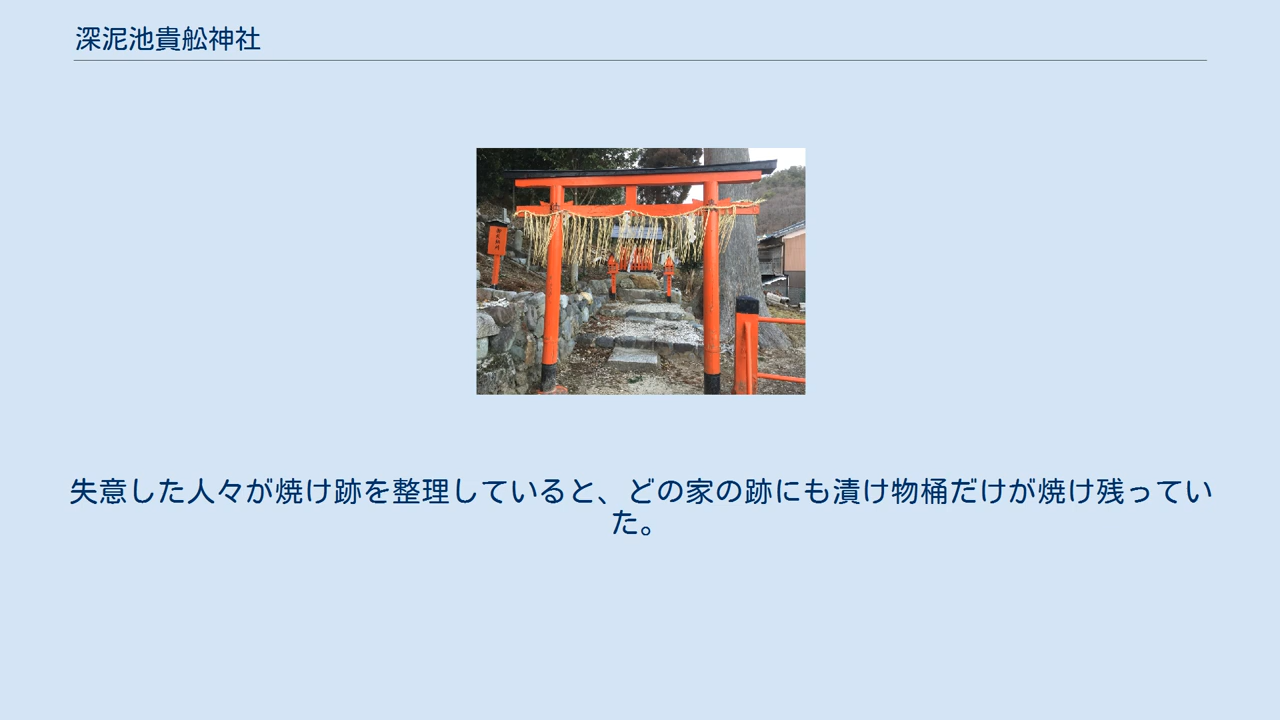 深泥池貴舩神社
失意した人々が焼け跡を整理していると、どの家の跡にも漬け物桶だけが焼け残ってい
た。